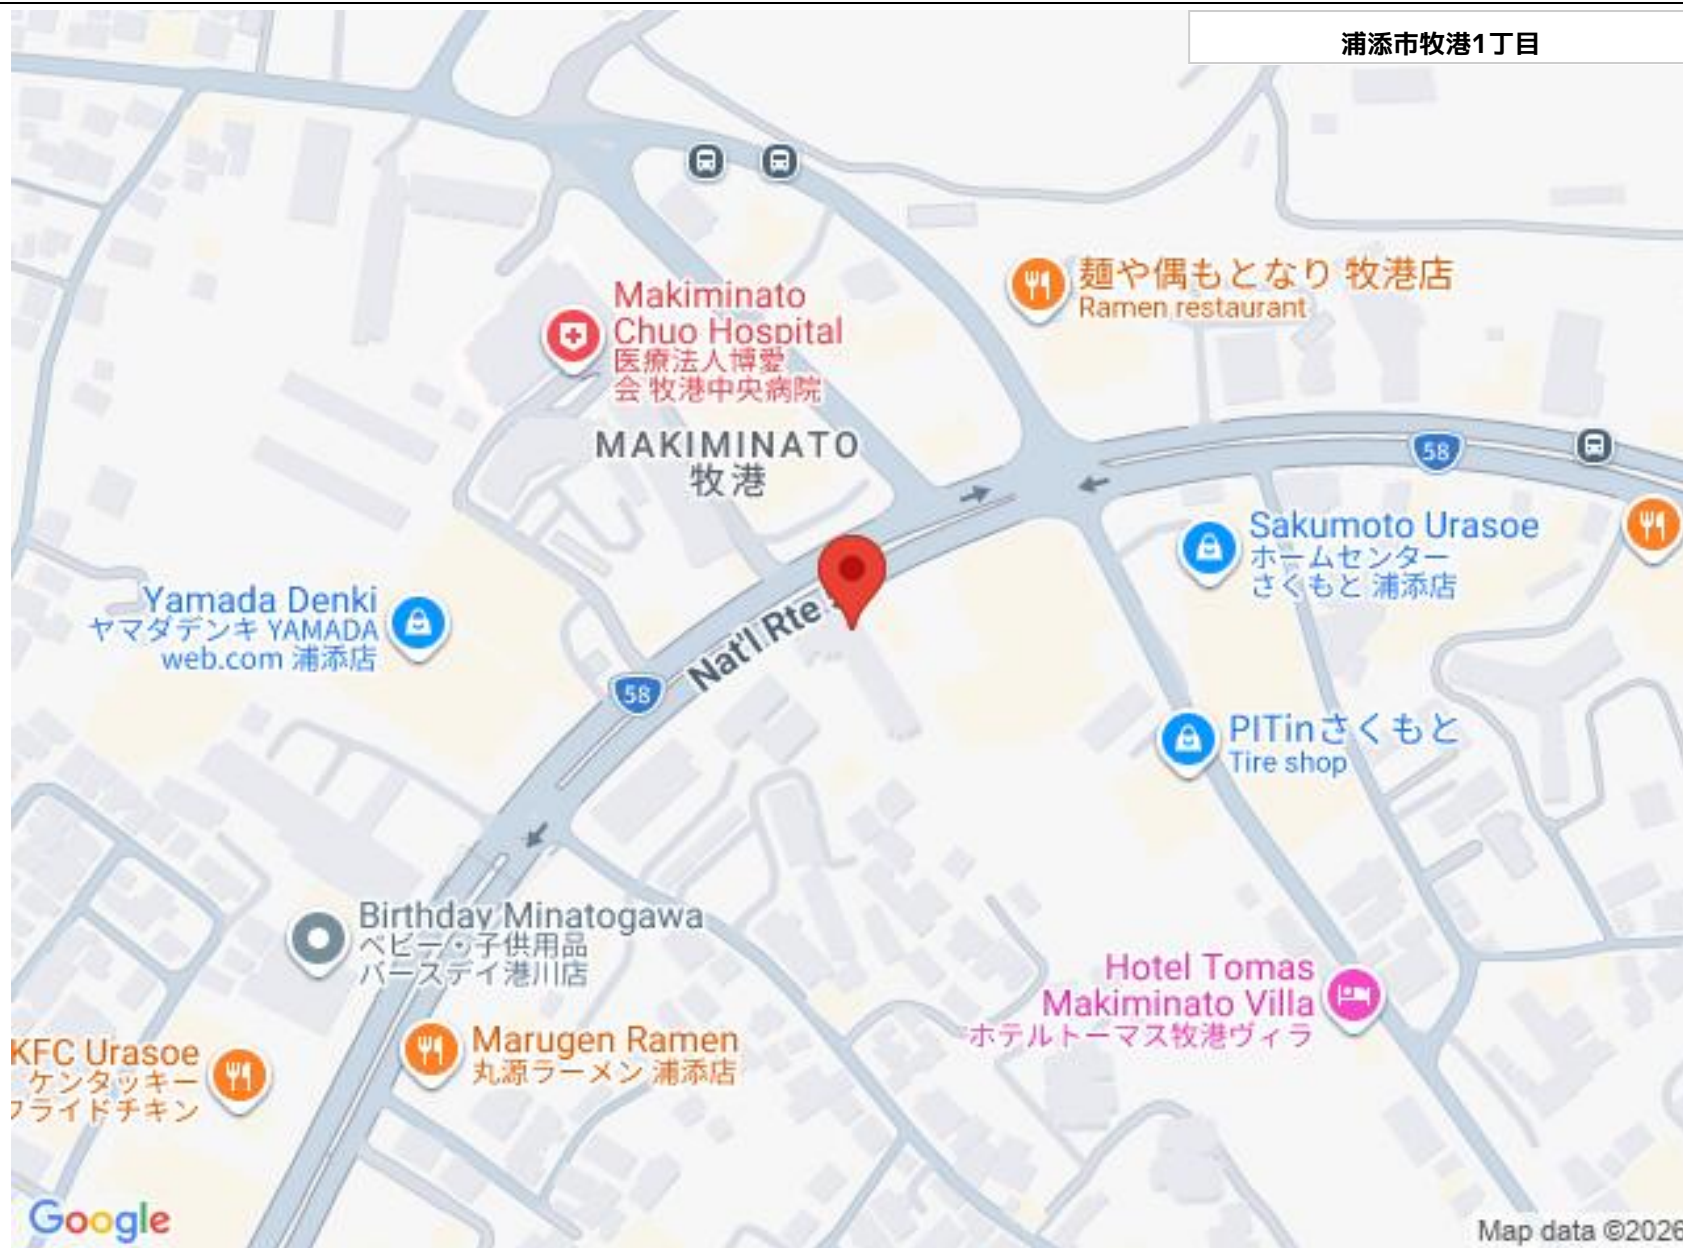 浦添市牧港1丁目
麺や偶もとなり 牧港店
Ramen restaurant
Makiminato
Chuo Hospital
医療法人博愛
会 牧港中央病院
MAKIMINATO
牧港
58
Sakumoto Urasoe
ホームセンター
さくもと 浦添店
Yamada Denki
ヤマダデンキ YAMADA
web.com 浦添店
Nat'l Rte
58
PITinさくもと
Tire shop
Birthday Minatogawa
ベビー・子供用品
バースデイ港川店
Hotel Tomas
Makiminato Villa
ホテルトーマス牧港ヴィラ
Marugen Ramen
丸源ラーメン 浦添店
KFC Urasoe
ケンタッキー
フライドチキン
Google
Map data ©2026